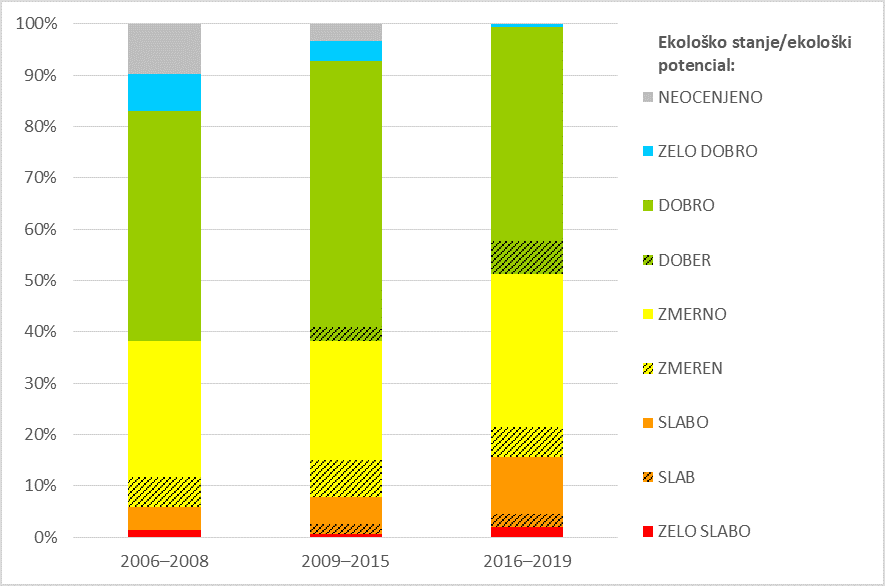 100%
90%
80%
70%
60%
50%
40%
30%
20%
10%
0%
2006–2008
2009–2015
2016–2019
Ekološko stanje/ekološki
potencial:
NEOCENJENO
ZELO DOBRO
DOBRO
DOBER
ZMERNO
ZMEREN
SLABO
SLAB
ZELO SLABO